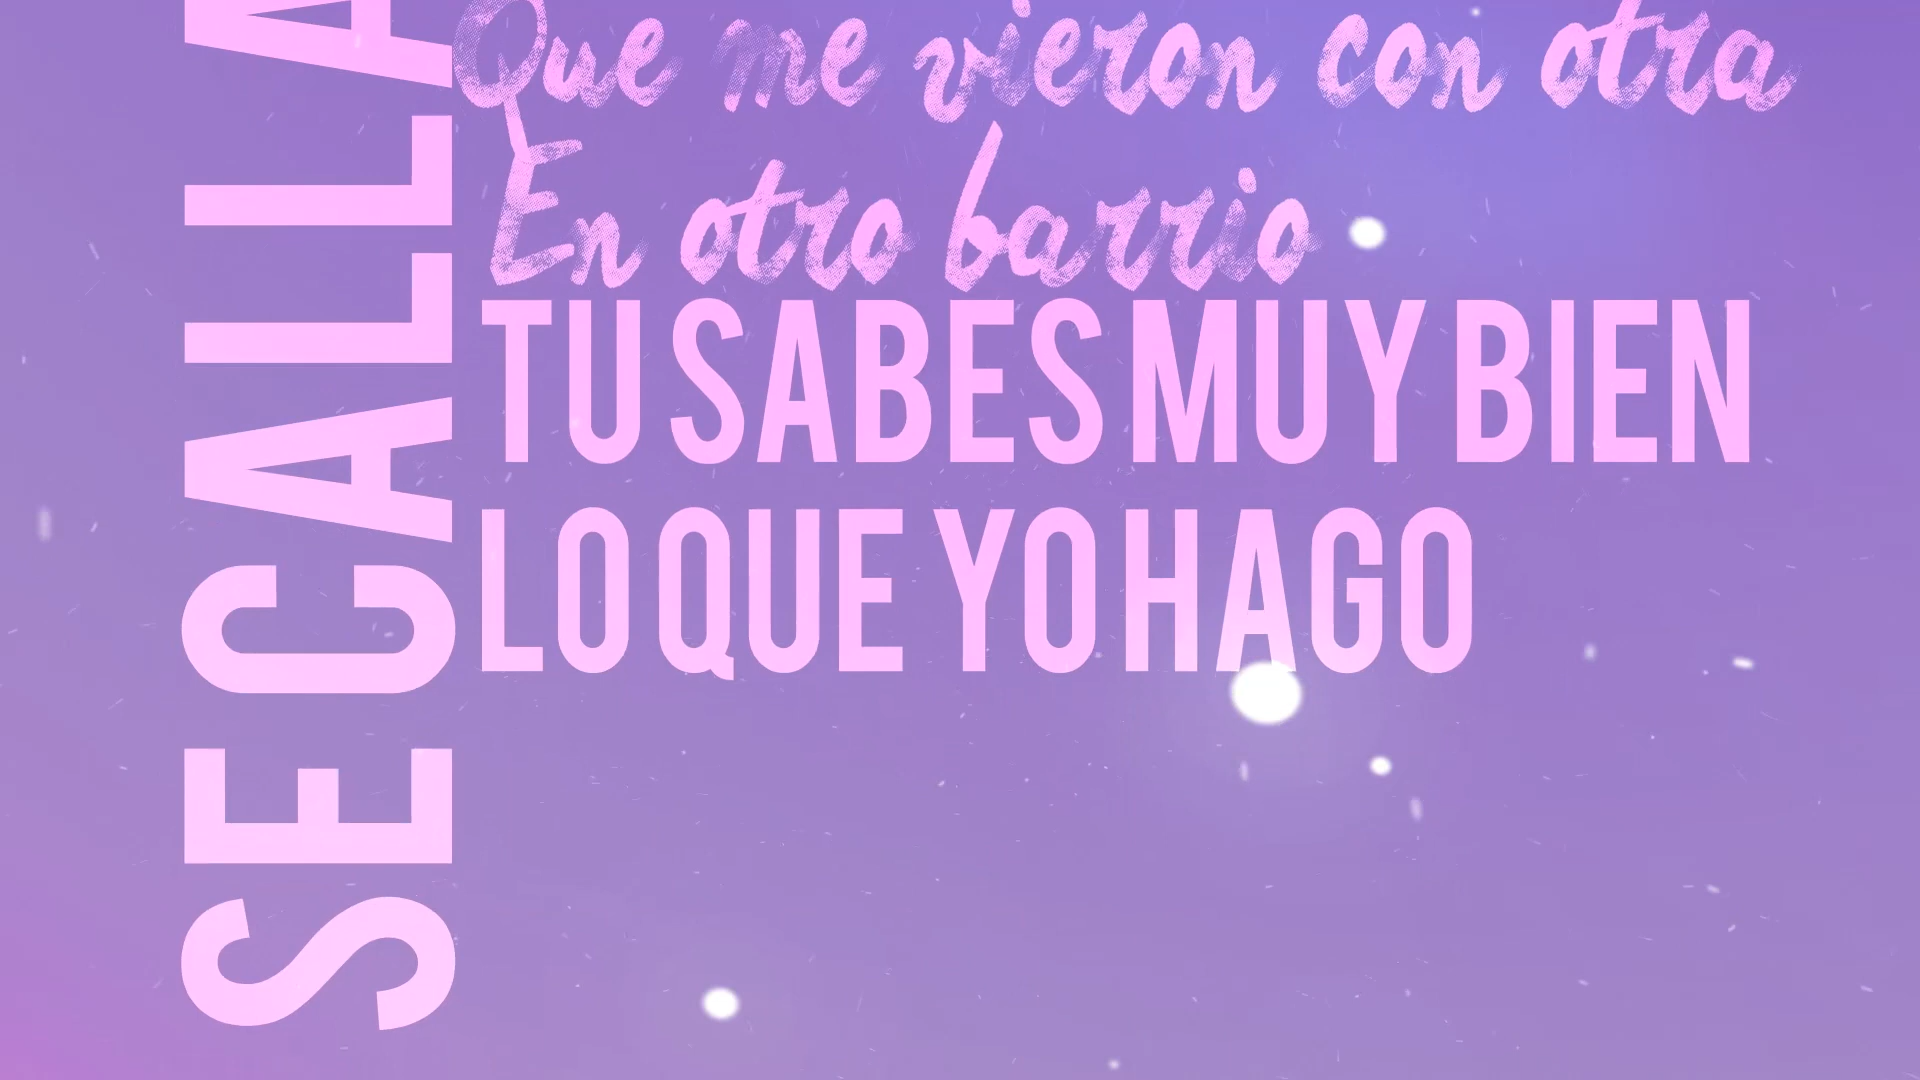 SE CALLA
Que me vieron con otra
En otro barrio
TU SABES MUY BIEN
LO QUE YO HAGO